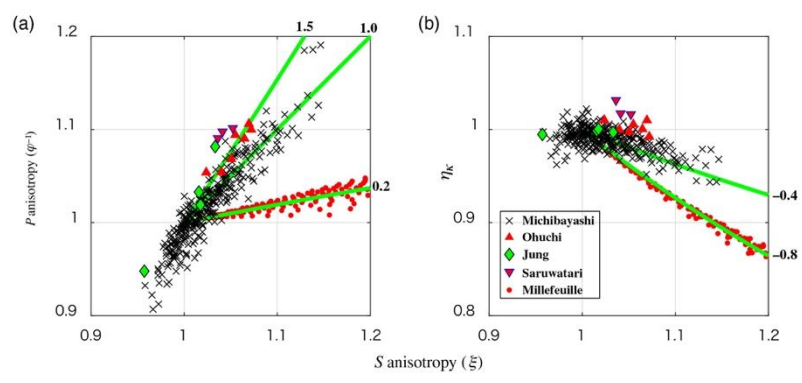 (a)
1.5
1.0
1.2
1.1
1
0.9
P anisotropy (φ⁻¹)
0.2
0.9
1
1.1
1.2
(b)
1.1
1
0.9
0.8
ηκ
-0.4
-0.8
Michibayashi
Ohuchi
Jung
Saruwatari
Millefeuille
0.9
1
1.1
1.2
S anisotropy (ξ)